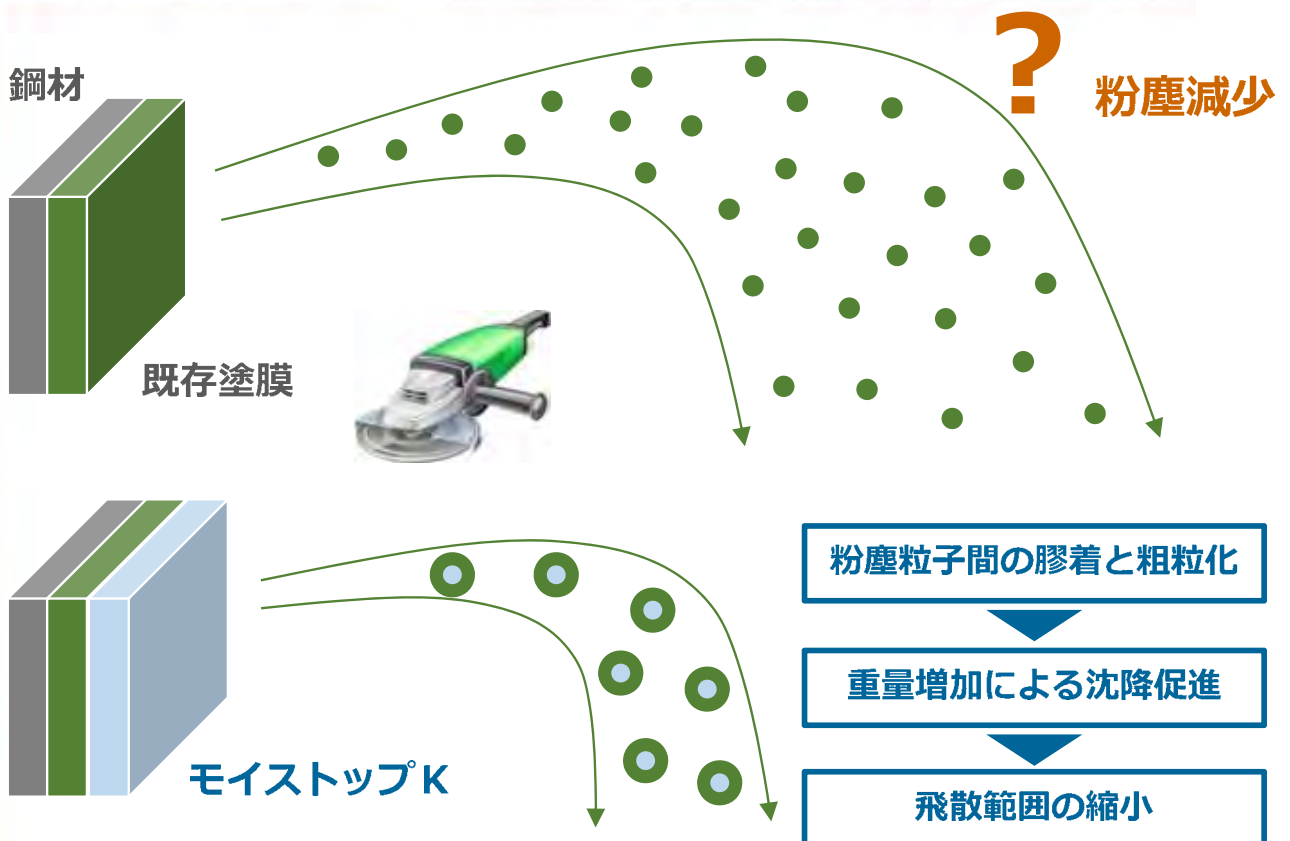 鋼材
?
粉塵減少
既存塗膜
粉塵粒子間の膠着と粗粒化
重量増加による沈降促進
モイストップK
飛散範囲の縮小